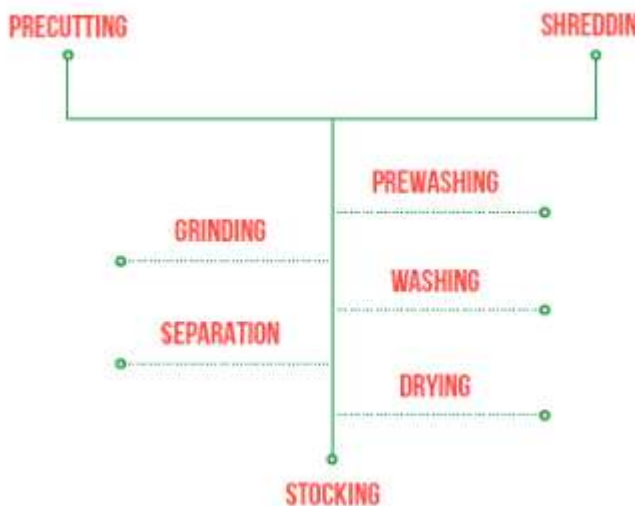 PRECUTTING
SHREDDIN
PREWASHING
GRINDING
WASHING
SEPARATION
DRYING
STOCKING